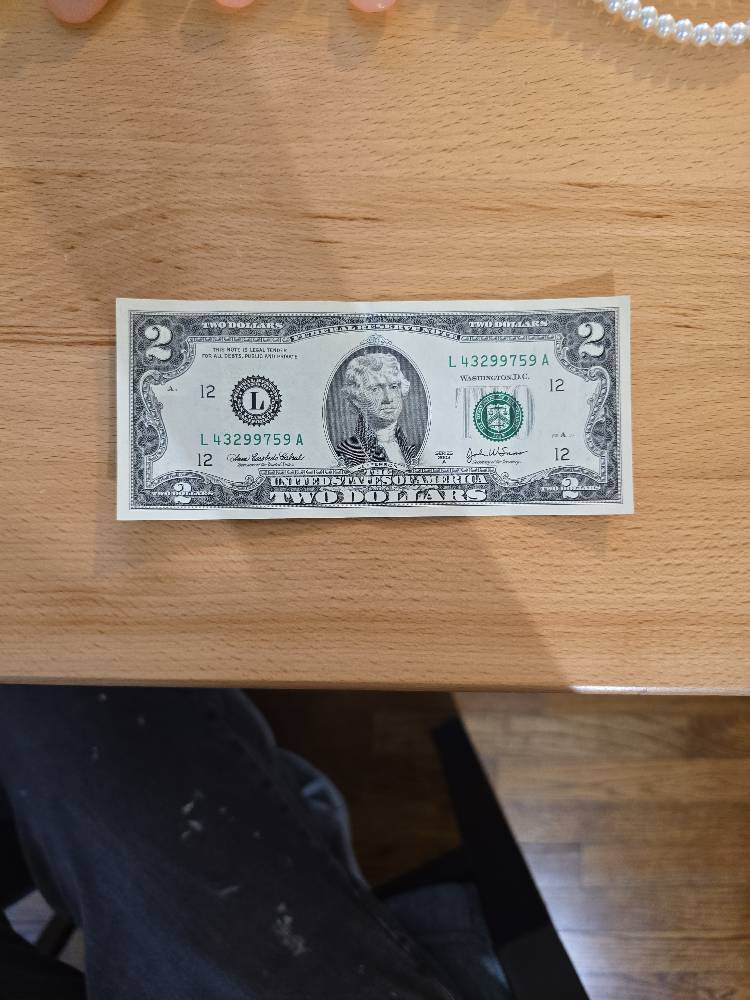 2
TWO DOLLARS
FEDERAL RESERVE NOTE
TWO DOLLARS
2
THIS NOTE IS LEGAL TENDER
FOR ALL DEBTS, PUBLIC AND PRIVATE
L 43299759 A
WASHINGTON, D.C.
12
12
L
L 43299759 A
12
12
SERIES
A
UNITED STATES OF AMERICA
2
TWO DOLLARS
2